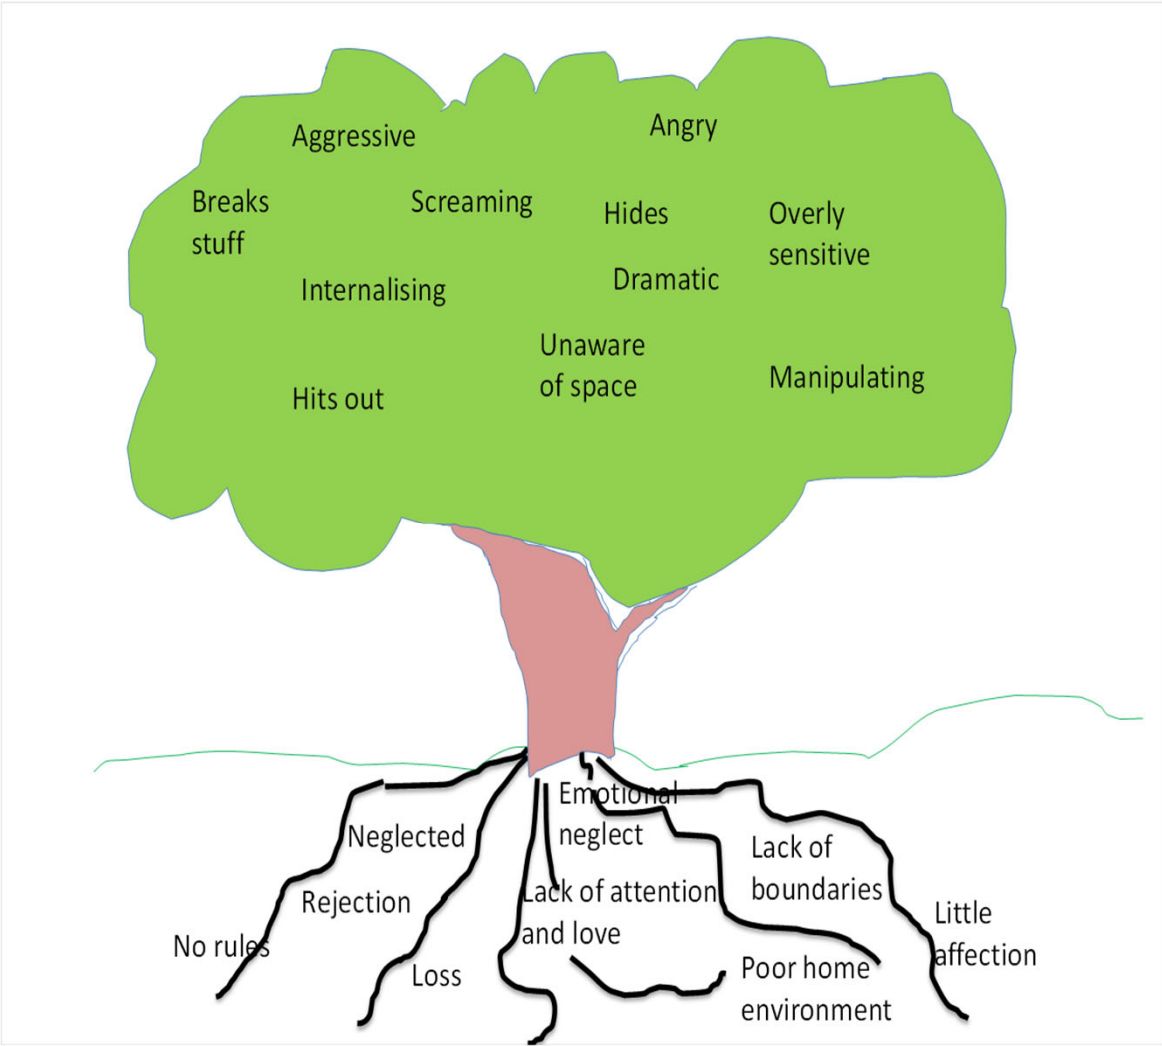 Aggressive
Angry
Breaks
stuff
Screaming
Hides
Overly
sensitive
Internalising
Dramatic
Unaware
of space
Manipulating
Hits out
Emotional
neglect
Neglected
Lack of
boundaries
Rejection
Lack of attention
and love
Little
affection
No rules
Loss
Poor home
environment